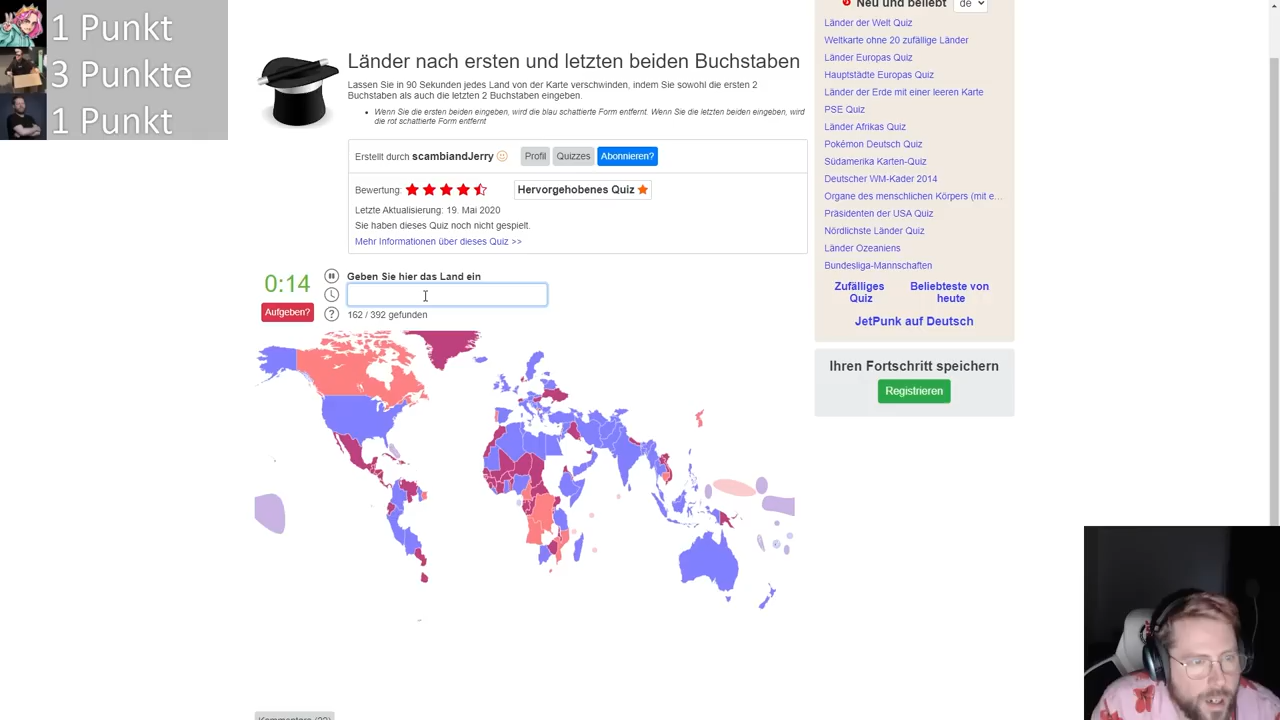 1 Punkt
3 Punkte
1 Punkt
Länder nach ersten und letzten beiden Buchstaben
Lassen Sie in 90 Sekunden jedes Land von der Karte verschwinden, indem Sie sowohl die ersten 2
Buchstaben als auch die letzten 2 Buchstaben eingeben.
Wenn Sie die ersten beiden eingeben, wird die blau schattierte Form entfernt. Wenn Sie die letzten beiden eingeben, wird
die rot schattierte Form entfernt
Erstellt durch scambiandJerry Profil Quizzes Abonnieren?
Bewertung: Hervorgehobenes Quiz
Letzte Aktualisierung: 19. Mai 2020
Sie haben dieses Quiz noch nicht gespielt.
Mehr Informationen über dieses Quiz >>
0:14
Aufgeben?
Geben Sie hier das Land ein
162 / 392 gefunden
Neu und beliebt de
Länder der Welt Quiz
Weltkarte ohne 20 zufällige Länder
Länder Europas Quiz
Hauptstädte Europas Quiz
Länder der Erde mit einer leeren Karte
PSE Quiz
Länder Afrikas Quiz
Pokémon Deutsch Quiz
Südamerika Karten-Quiz
Deutscher WM-Kader 2014
Organe des menschlichen Körpers (mit e...
Präsidenten der USA Quiz
Nördlichste Länder Quiz
Länder Ozeaniens
Bundesliga-Mannschaften
Zufälliges
Quiz
Beliebteste von
heute
JetPunk auf Deutsch
Ihren Fortschritt speichern
Registrieren